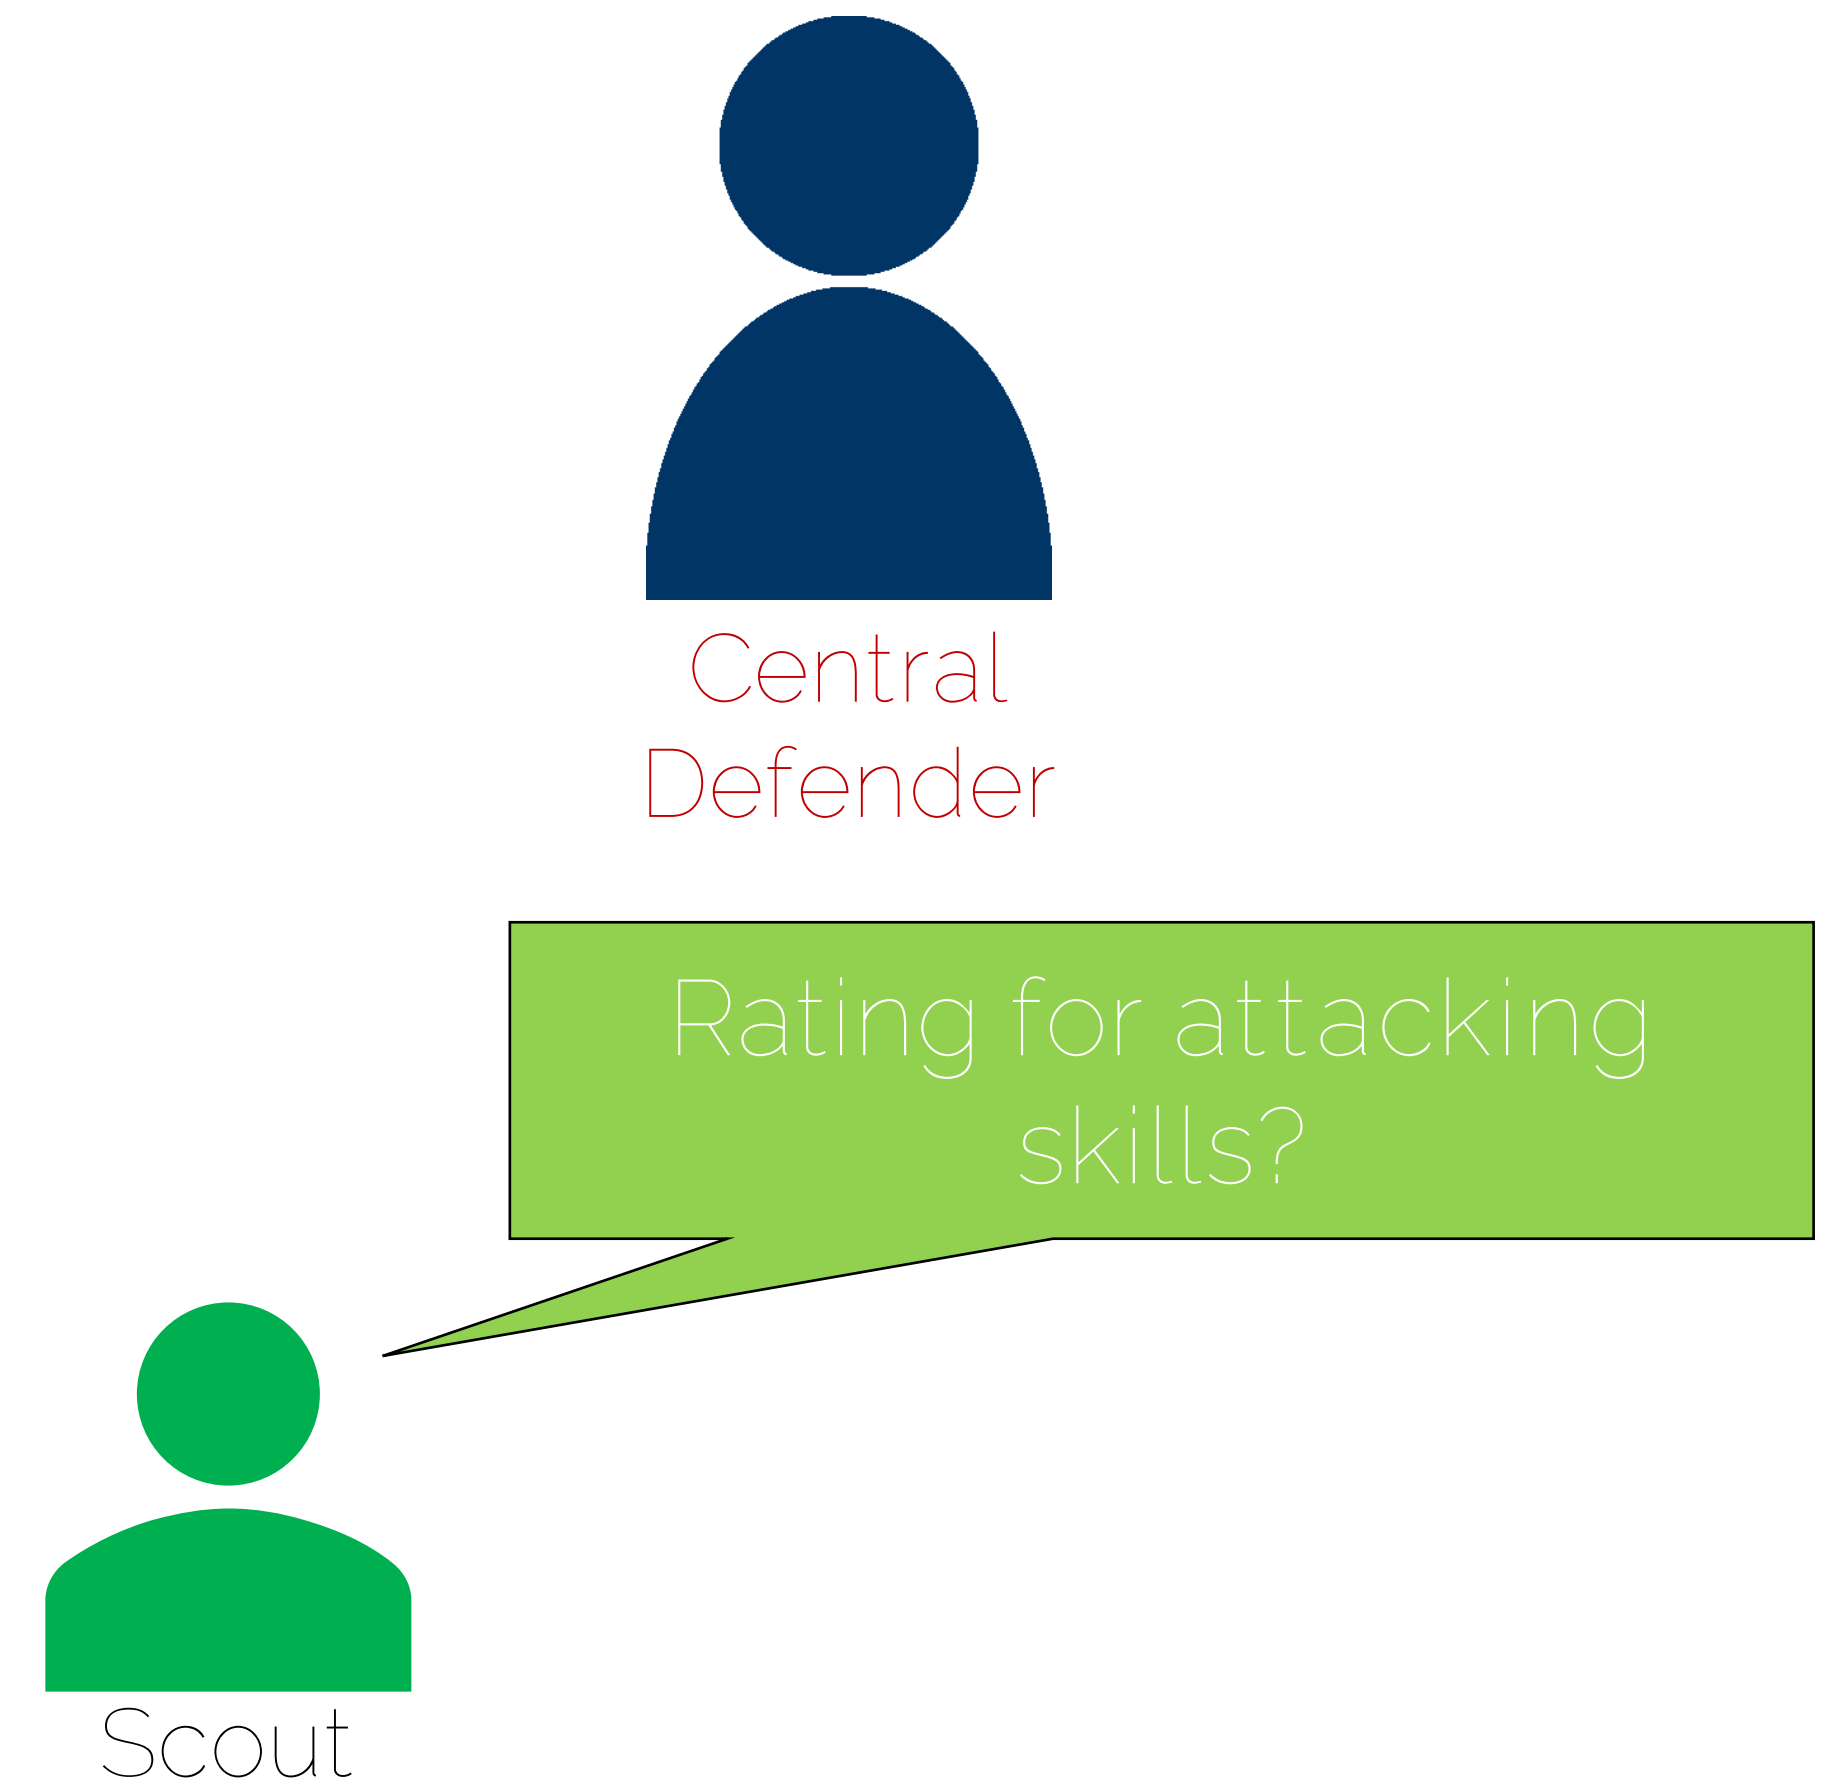 Central
Defender
Rating for attacking
skills?
Scout